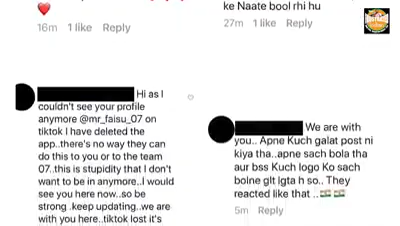 16m 1 like Reply
ke Naate bool rhi hu
27m 1 like Reply
Hi as I
couldn't see your profile
anymore @mr_faisu_07 on
tiktok I have deleted the
app..there's no way they can
do this to you or to the team
07..this is stupidity that I don't
want to be in anymore..I would
see you here now..so be
strong .keep updating..we are
with you here..tiktok lost it's
We are with
you.. Apne Kuch galat post ni
kiya tha..apne sach bola tha
aur bss Kuch logo Ko sach
bolne glt lgta h so.. They
reacted like that ..🇮🇳🇮🇳
5m Reply